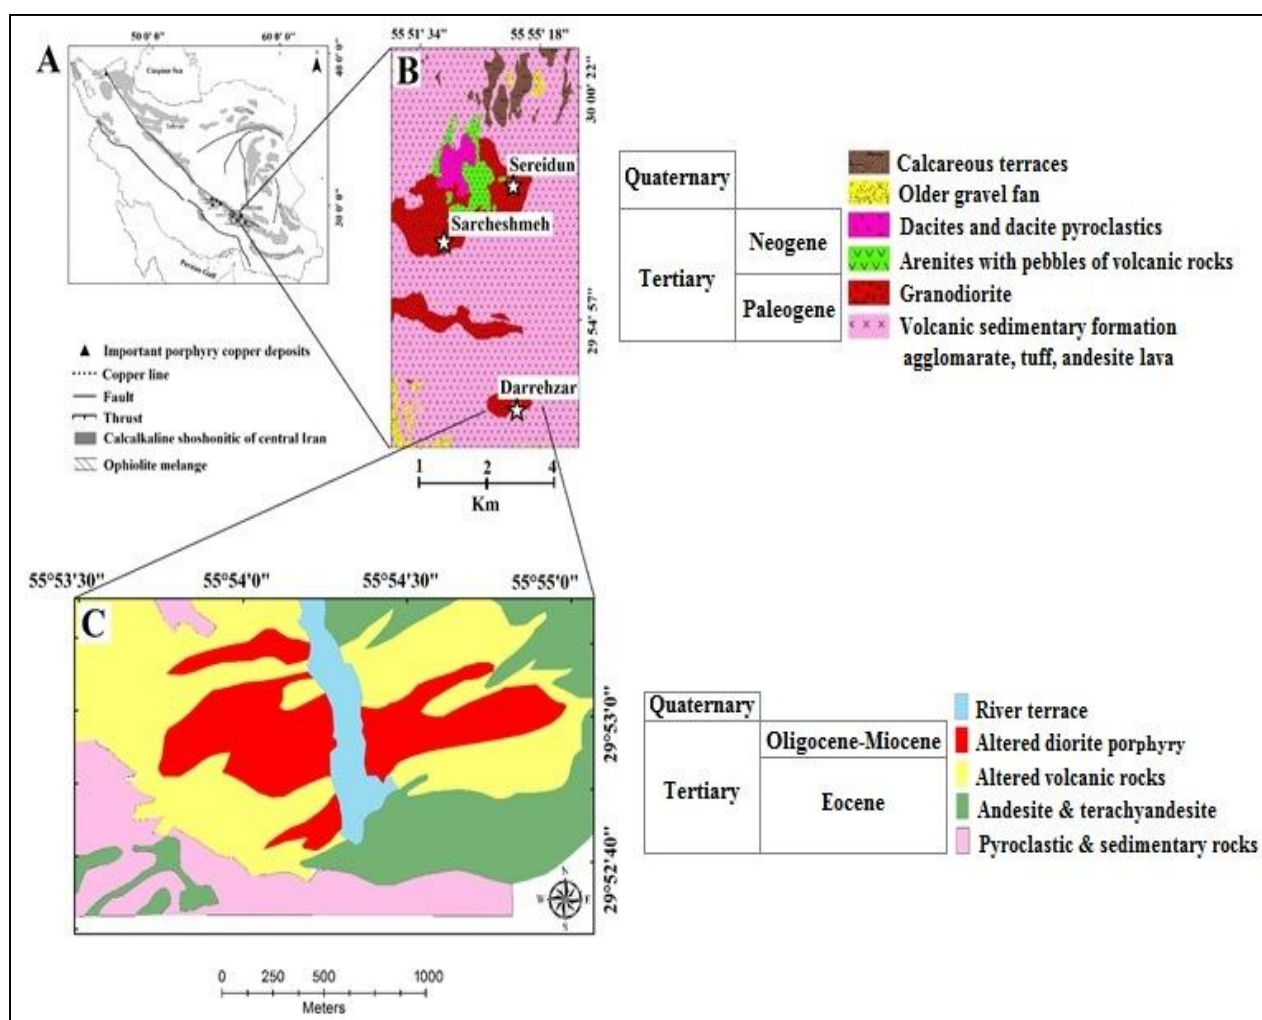 50 0' 0"
60 0' 0"
A
Caspian Sea
40 0' 0"
30 0' 0"
Persian Gulf
Important porphyry copper deposits
Copper line
Fault
Thrust
Calcalkaline shoshonitic of central Iran
Ophiolite melange
55 51' 34"
55 55' 18"
B
30 00' 22"
Sereidun
Sarcheshmeh
29 54' 57"
Darrehzar
1
2
4
Km
Quaternary
Tertiary
Neogene
Paleogene
Calcareous terraces
Older gravel fan
Dacites and dacite pyroclastics
Arenites with pebbles of volcanic rocks
Granodiorite
Volcanic sedimentary formation
agglomarate, tuff, andesite lava
55°53'30"
55°54'0"
55°54'30"
55°55'0"
C
29°53'0"
29°52'40"
N
W
E
S
0
250
500
1000
Meters
Quaternary
Tertiary
Oligocene-Miocene
Eocene
River terrace
Altered diorite porphyry
Altered volcanic rocks
Andesite & terachyandesite
Pyroclastic & sedimentary rocks